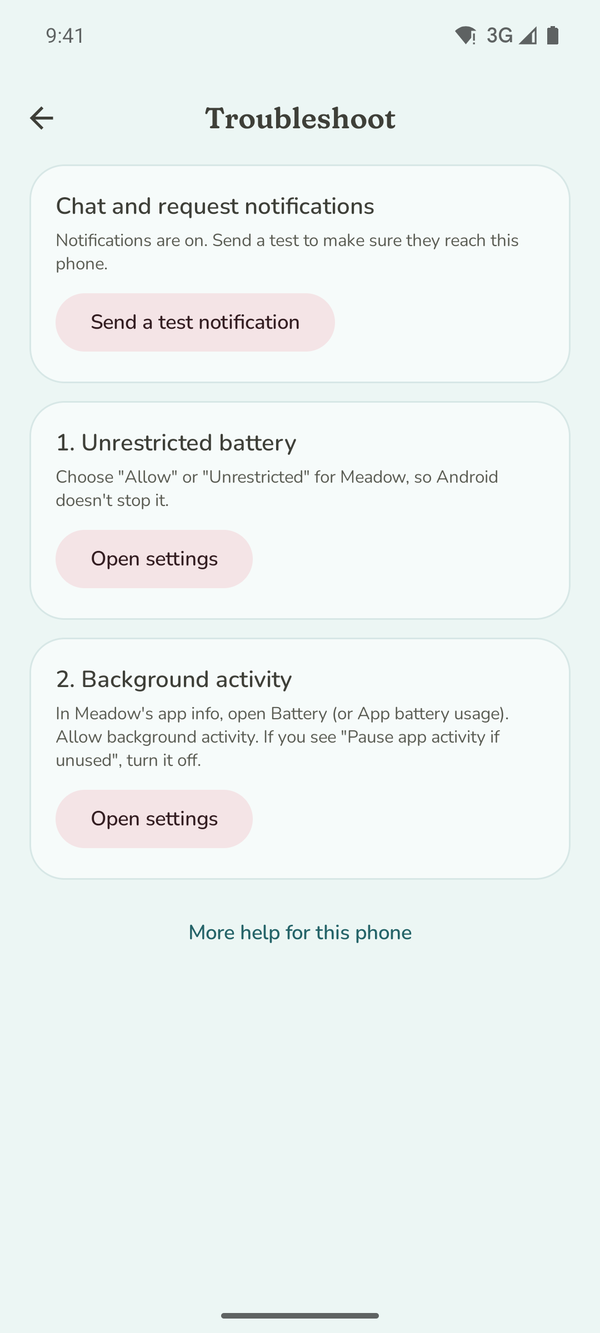 9:41
3G
Troubleshoot
Chat and request notifications
Notifications are on. Send a test to make sure they reach this
phone.
Send a test notification
1. Unrestricted battery
Choose "Allow" or "Unrestricted" for Meadow, so Android
doesn't stop it.
Open settings
2. Background activity
In Meadow's app info, open Battery (or App battery usage).
Allow background activity. If you see "Pause app activity if
unused", turn it off.
Open settings
More help for this phone